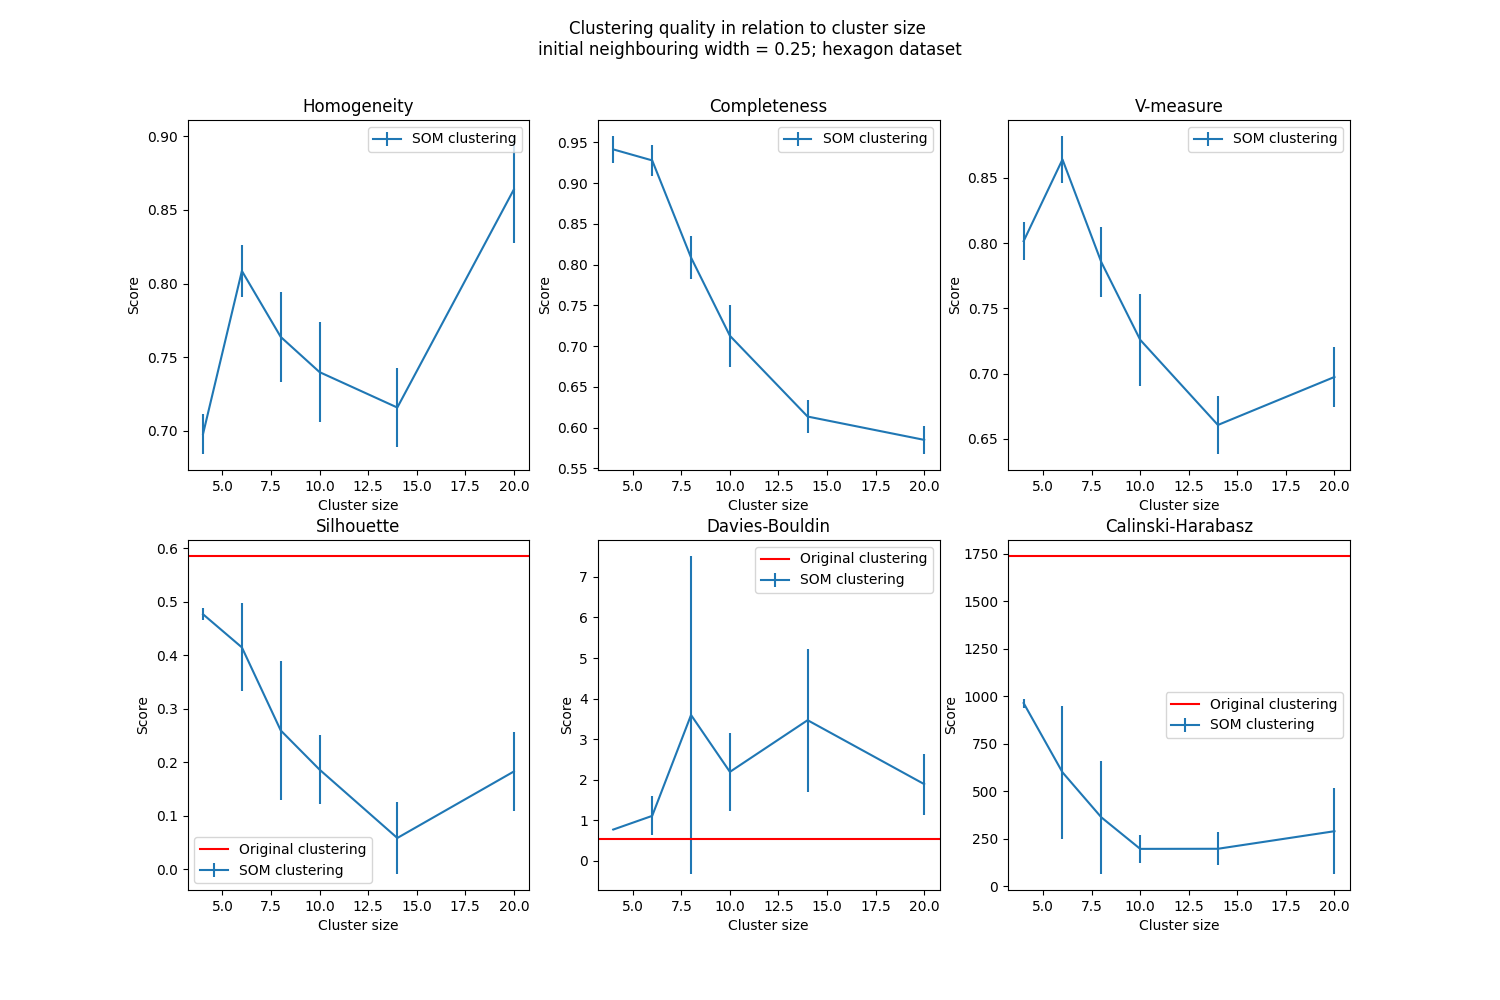 Clustering quality in relation to cluster size
initial neighbouring width = 0.25; hexagon dataset
Homogeneity
SOM clustering
0.90
0.85
0.80
0.75
0.70
Score
5.0 7.5 10.0 12.5 15.0 17.5 20.0
Cluster size
Completeness
SOM clustering
0.95
0.90
0.85
0.80
0.75
0.70
0.65
0.60
0.55
Score
5.0 7.5 10.0 12.5 15.0 17.5 20.0
Cluster size
V-measure
SOM clustering
0.85
0.80
0.75
0.70
0.65
Score
5.0 7.5 10.0 12.5 15.0 17.5 20.0
Cluster size
Silhouette
0.6
0.5
0.4
0.3
0.2
0.1
0.0
Score
Original clustering
SOM clustering
5.0 7.5 10.0 12.5 15.0 17.5 20.0
Cluster size
Davies-Bouldin
Original clustering
SOM clustering
7
6
5
4
3
2
1
0
Score
5.0 7.5 10.0 12.5 15.0 17.5 20.0
Cluster size
Calinski-Harabasz
1750
1500
1250
1000
750
500
250
0
Score
Original clustering
SOM clustering
5.0 7.5 10.0 12.5 15.0 17.5 20.0
Cluster size